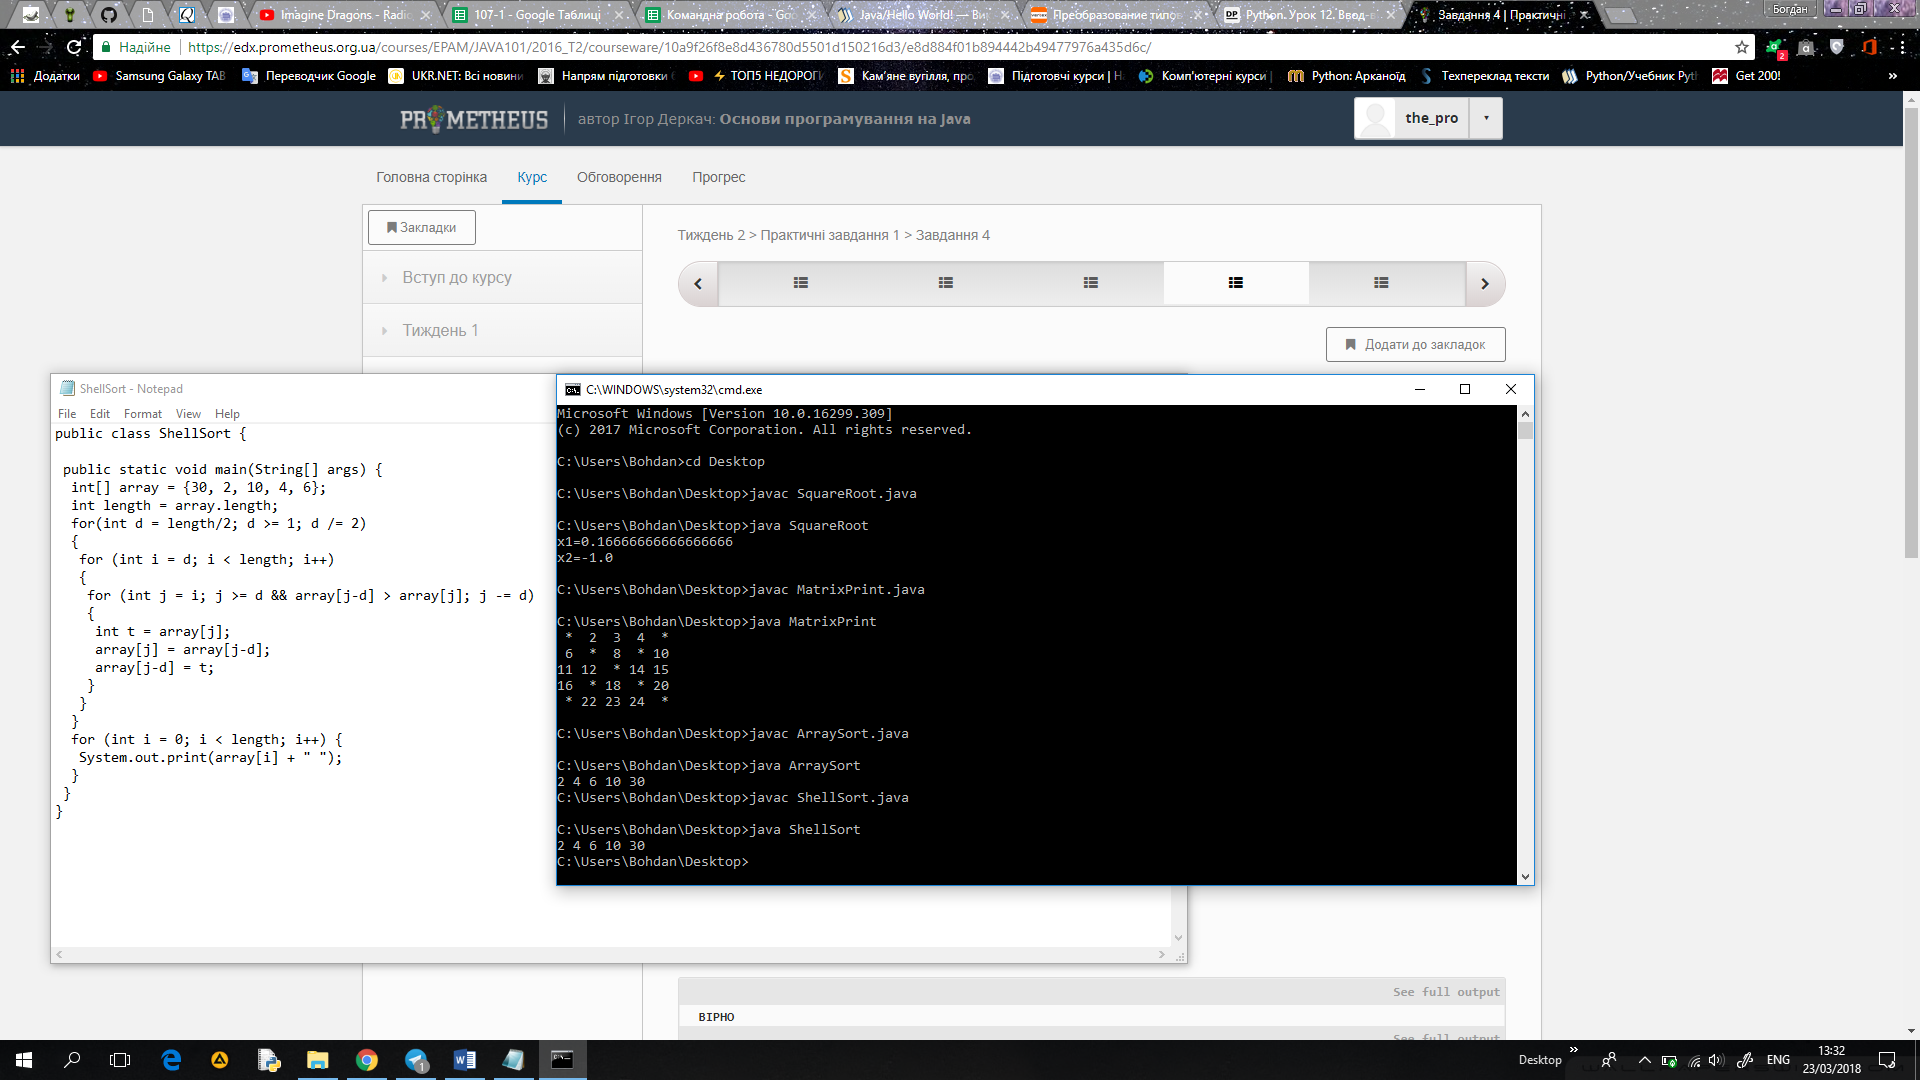 Imagine Dragons - Radio
107-1 - Google Таблиці
Командна робота - Goo
Java/Hello World! — Ви
Преобразование типов
Python. Урок 12. Ввод-в
Завдання 4 | Практичні
Богдан
Надійне
https://edx.prometheus.org.ua/courses/EPAM/JAVA101/2016_T2/courseware/10a9f26f8e8d436780d5501d150216d3/e8d884f01b894442b49477976a435d6c/
2
Додатки
Samsung Galaxy TAB
Переводчик Google
UKR.NET: Всі новини
Напрям підготовки 6
ТОП5 НЕДОРОГИ
Кам’яне вугілля, про
Підготовчі курси | На
Комп'ютерні курси |
Python: Арканоїд
Техпереклад тексти
Python/Учебник Pyth
Get 200!
»
PROMETHEUS
автор Ігор Деркач: Основи програмування на Java
the_pro
Головна сторінка
Курс
Обговорення
Прогрес
Закладки
Вступ до курсу
Тиждень 1
Тиждень 2 > Практичні завдання 1 > Завдання 4
Додати до закладок
ShellSort - Notepad
File Edit Format View Help
public class ShellSort {
public static void main(String[] args) {
int[] array = {30, 2, 10, 4, 6};
int length = array.length;
for(int d = length/2; d >= 1; d /= 2)
{
for (int i = d; i < length; i++)
{
for (int j = i; j >= d && array[j-d] > array[j]; j -= d)
{
int t = array[j];
array[j] = array[j-d];
array[j-d] = t;
}
}
}
for (int i = 0; i < length; i++) {
System.out.print(array[i] + " ");
}
}
}
C:\WINDOWS\system32\cmd.exe
Microsoft Windows [Version 10.0.16299.309]
(c) 2017 Microsoft Corporation. All rights reserved.
C:\Users\Bohdan>cd Desktop
C:\Users\Bohdan\Desktop>javac SquareRoot.java
C:\Users\Bohdan\Desktop>java SquareRoot
x1=0.16666666666666666
x2=-1.0
C:\Users\Bohdan\Desktop>javac MatrixPrint.java
C:\Users\Bohdan\Desktop>java MatrixPrint
* 2 3 4 *
6 * 8 * 10
11 12 * 14 15
16 * 18 * 20
* 22 23 24 *
C:\Users\Bohdan\Desktop>javac ArraySort.java
C:\Users\Bohdan\Desktop>java ArraySort
2 4 6 10 30
C:\Users\Bohdan\Desktop>javac ShellSort.java
C:\Users\Bohdan\Desktop>java ShellSort
2 4 6 10 30
C:\Users\Bohdan\Desktop>
See full output
ВІРНО
See full output
1
Desktop
»
ENG
13:32
23/03/2018